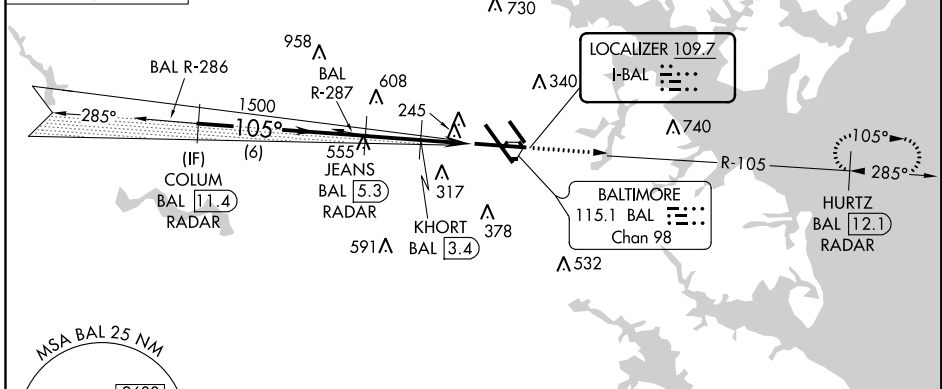 730
958
BAL R-286
BAL
R-287
608
LOCALIZER 109.7
I-BAL
340
245
740
1500
285°
105°
(6)
555
105°
285°
R-105
(IF)
COLUM
BAL 11.4
RADAR
JEANS
BAL 5.3
RADAR
317
KHORT
BAL 3.4
378
591
BALTIMORE
115.1 BAL
Chan 98
532
HURTZ
BAL 12.1
RADAR
MSA BAL 25 NM